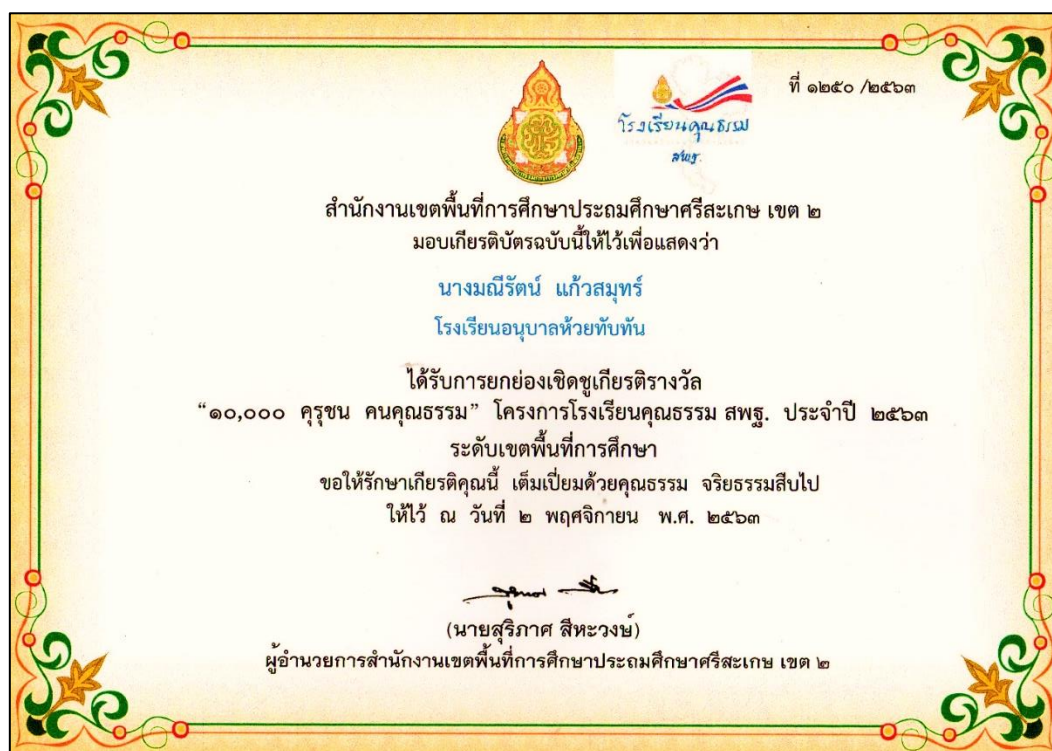 ที่ ๑๒๕๐ /๒๕๖๓
โรงเรียนคุณธรรม
สพฐ.
สำนักงานเขตพื้นที่การศึกษาประถมศึกษาศรีสะเกษ เขต ๒
มอบเกียรติบัตรฉบับนี้ให้ไว้เพื่อแสดงว่า
นางมณีรัตน์ แก้วสมุทร์
โรงเรียนอนุบาลห้วยทับทัน
ได้รับการยกย่องเชิดชูเกียรติรางวัล
“๑๐,๐๐๐ คุรุชน คนคุณธรรม” โครงการโรงเรียนคุณธรรม สพฐ. ประจำปี ๒๕๖๓
ระดับเขตพื้นที่การศึกษา
ขอให้รักษาเกียรติคุณนี้ เต็มเปี่ยมด้วยคุณธรรม จริยธรรมสืบไป
ให้ไว้ ณ วันที่ ๒ พฤศจิกายน พ.ศ. ๒๕๖๓
(นายสุริภาศ สีหะวงษ์)
ผู้อำนวยการสำนักงานเขตพื้นที่การศึกษาประถมศึกษาศรีสะเกษ เขต ๒